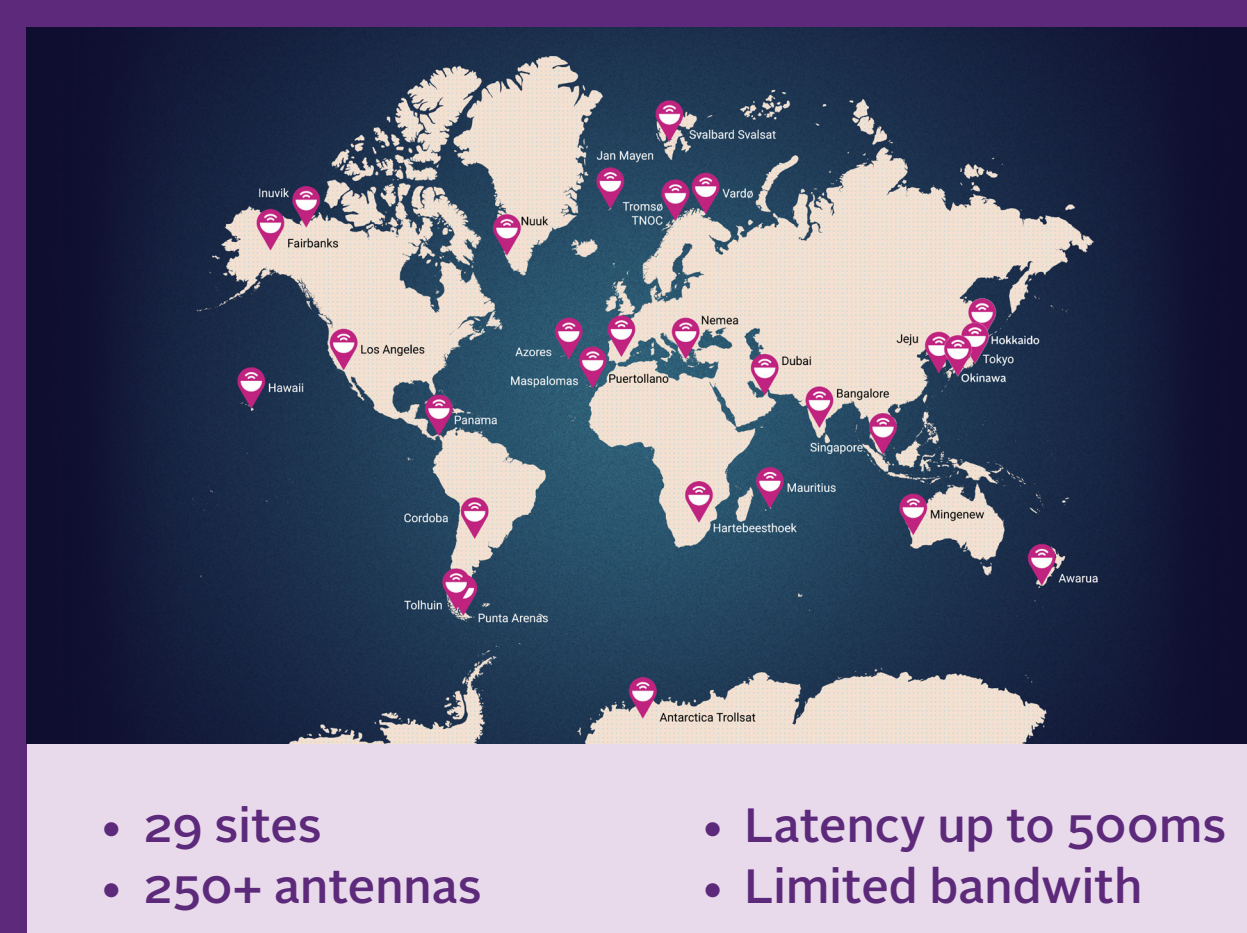 Svalbard Svalsat
Jan Mayen
Inuvik
Vardø
Tromsø
TNOC
Nuuk
Fairbanks
Nemea
Jeju
Hokkaido
Los Angeles
Azores
Tokyo
Dubai
Okinawa
Maspalomas
Puertollano
Hawaii
Bangalore
Panama
Singapore
Mauritius
Mingenew
Cordoba
Hartebeesthoek
Awarua
Tolhuin
Punta Arenas
Antarctica Trollsat
• 29 sites
• 250+ antennas
• Latency up to 500ms
• Limited bandwith